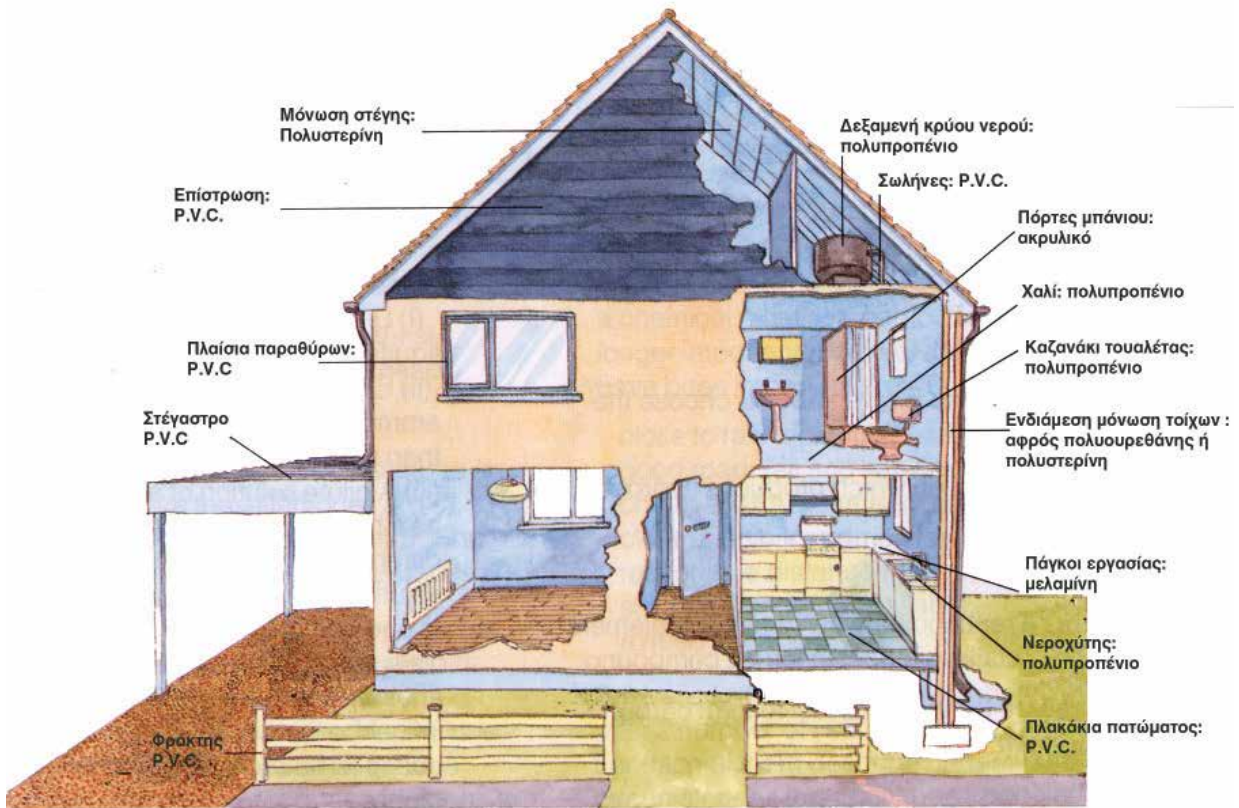 Μόνωση στέγης:
Πολυστερίνη
Επίστρωση:
P.V.C.
Πλαίσια παραθύρων:
P.V.C
Στέγαστρο
P.V.C
Φράκτης
P.V.C.
Δεξαμενή κρύου νερού:
πολυπροπένιο
Σωλήνες: P.V.C.
Πόρτες μπάνιου:
ακρυλικό
Χαλί: πολυπροπένιο
Καζανάκι τουαλέτας:
πολυπροπένιο
Ενδιάμεση μόνωση τοίχων :
αφρός πολυουρεθάνης ή
πολυστερίνη
Πάγκοι εργασίας:
μελαμίνη
Νεροχύτης:
πολυπροπένιο
Πλακάκια πατώματος:
P.V.C.